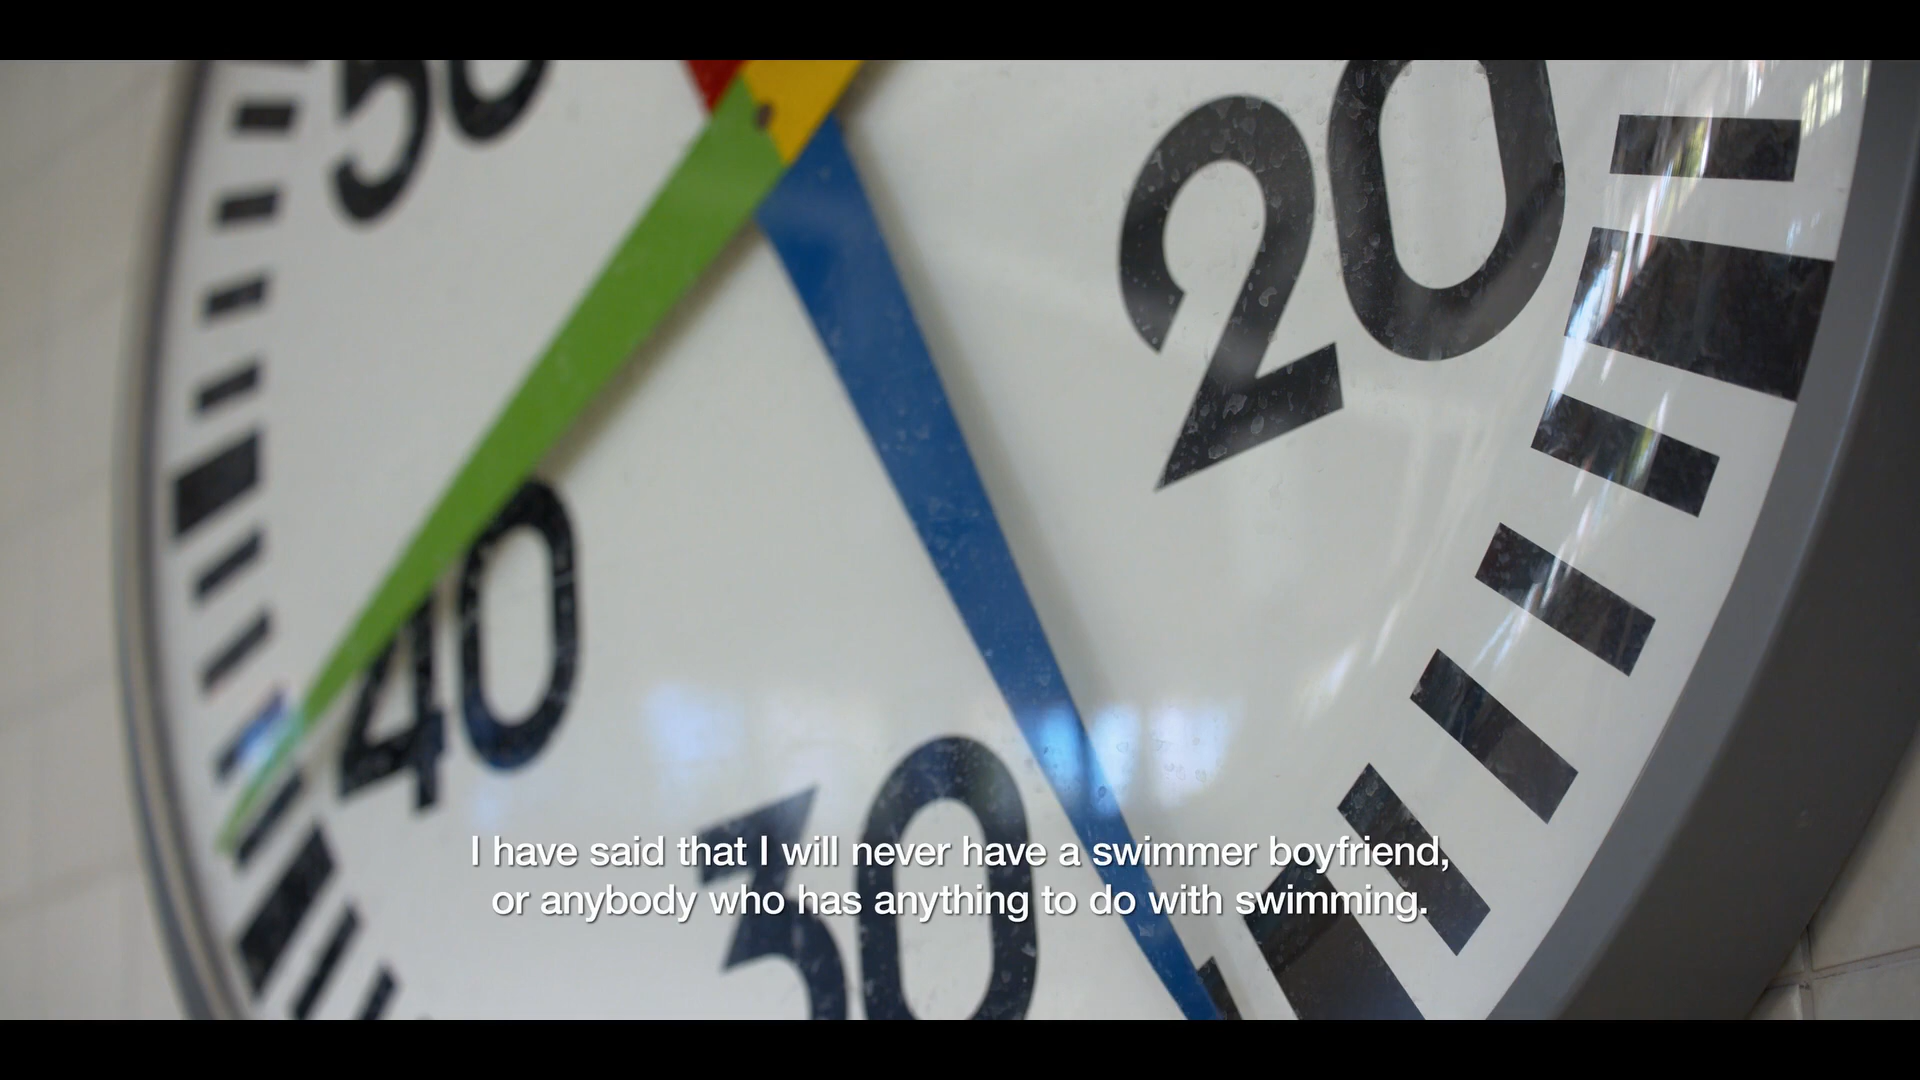 50
20
40
30
I have said that I will never have a swimmer boyfriend,
or anybody who has anything to do with swimming.